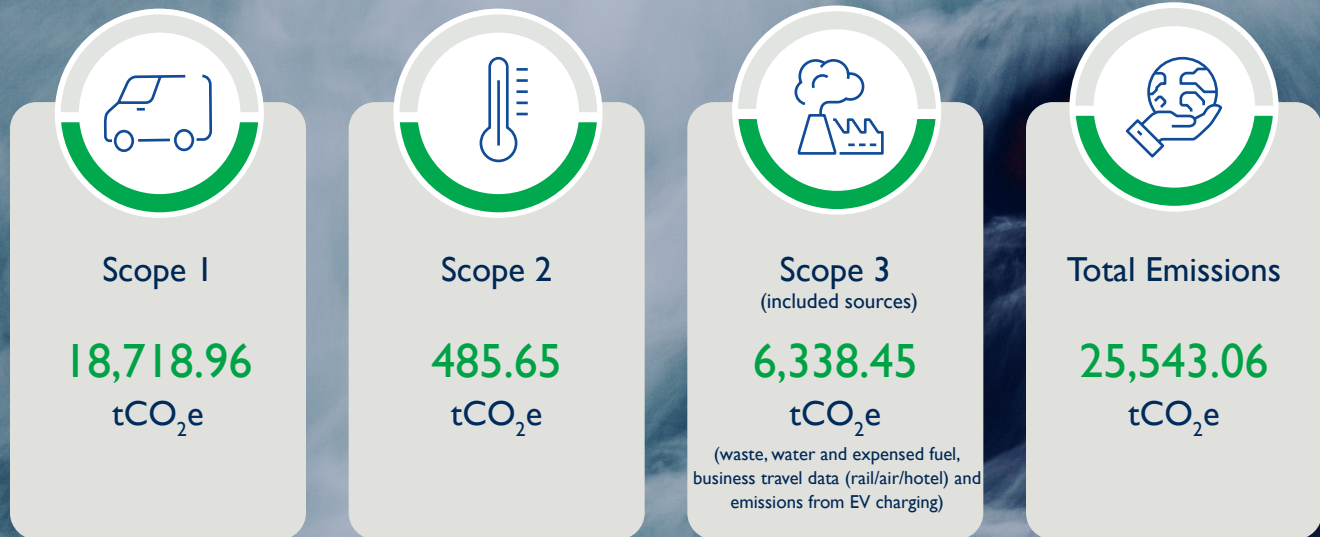 Scope 1
18,718.96
tCO₂e
Scope 2
485.65
tCO₂e
Scope 3
(included sources)
6,338.45
tCO₂e
(waste, water and expensed fuel,
business travel data (rail/air/hotel) and
emissions from EV charging)
Total Emissions
25,543.06
tCO₂e